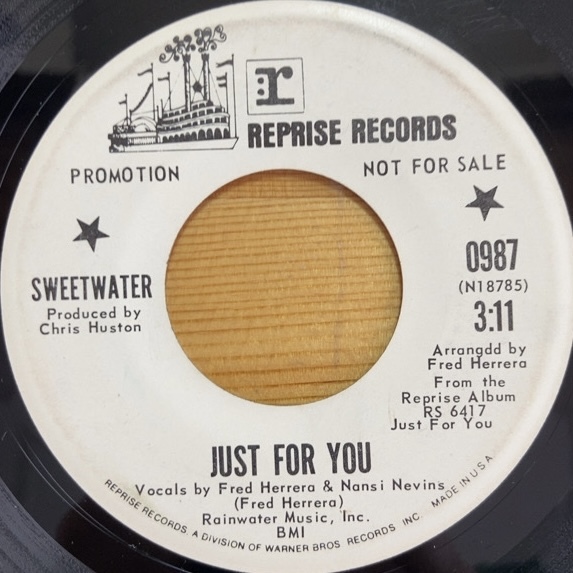 r
REPRISE RECORDS
PROMOTION
NOT FOR SALE
SWEETWATER
Produced by
Chris Huston
0987
(N18785)
3:11
Arrangdd by
Fred Herrera
From the
Reprise Album
RS 6417
Just For You
JUST FOR YOU
Vocals by Fred Herrera & Nansi Nevins
(Fred Herrera)
Rainwater Music, Inc.
BMI
REPRISE RECORDS, A DIVISION OF WARNER BROS RECORDS INC MADE IN U S A